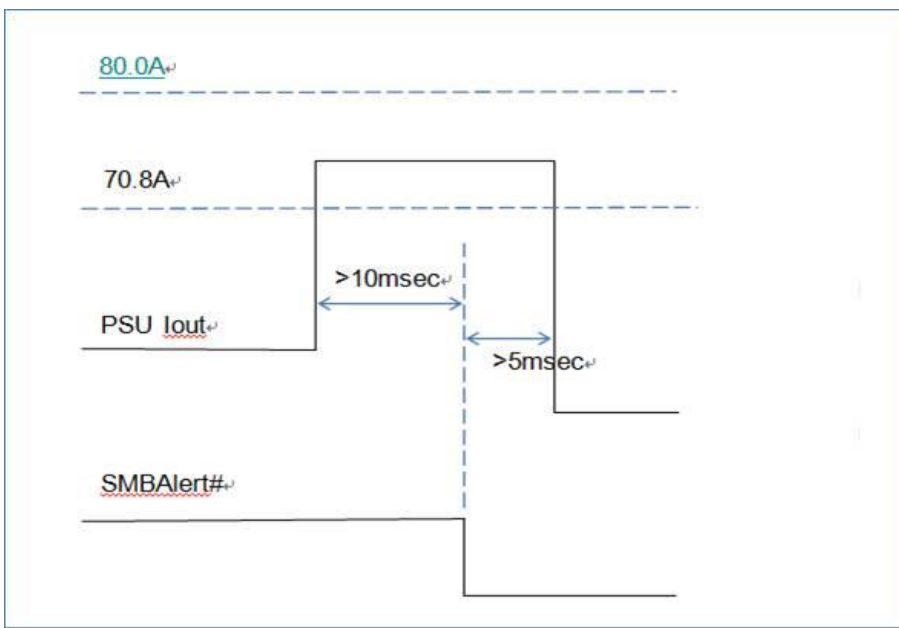 80.0A↵
70.8A↵
>10msec↵
PSU Iout↵
>5msec↵
SMBAlert#↵